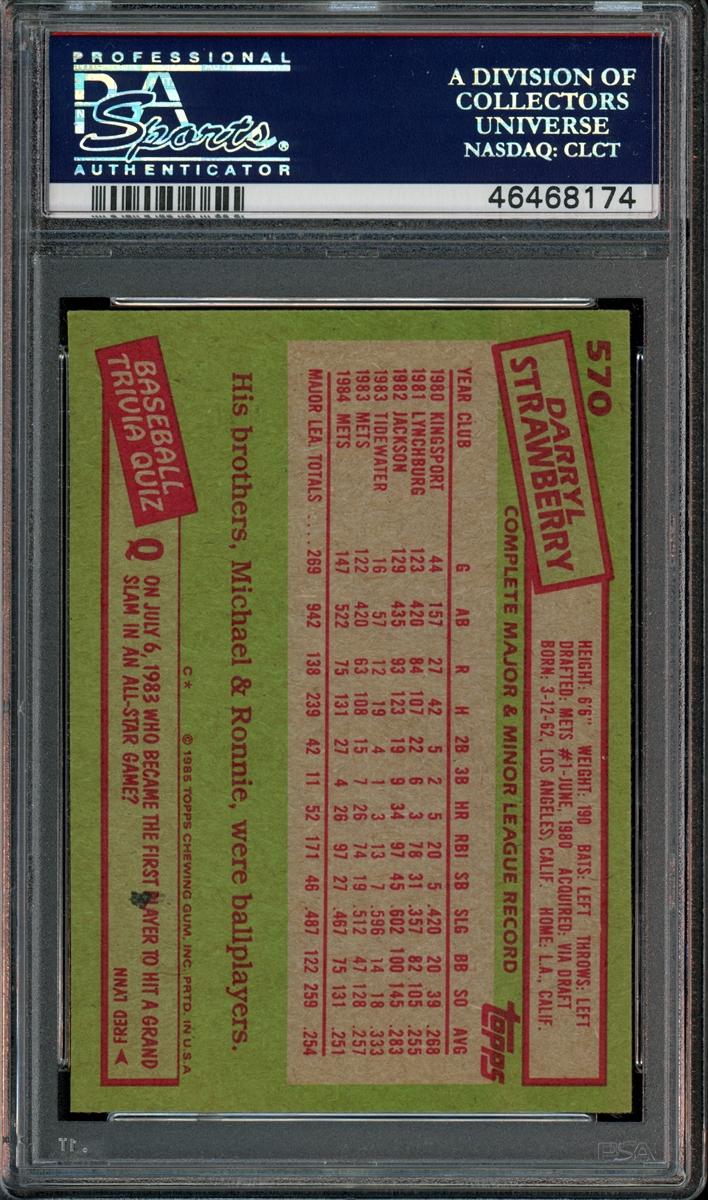 PROFESSIONAL
PSA
Sports®
AUTHENTICATOR
A DIVISION OF
COLLECTORS
UNIVERSE
NASDAQ: CLCT
46468174
570
DARRYL
STRAWBERRY
HEIGHT: 6'6" WEIGHT: 190 BATS: LEFT THROWS: LEFT
DRAFTED: METS #1-JUNE, 1980 ACQUIRED: VIA DRAFT
BORN: 3-12-62, LOS ANGELES, CALIF. HOME: L.A., CALIF.
COMPLETE MAJOR & MINOR LEAGUE RECORD
topps
YEAR CLUB G AB R H 2B 3B HR RBI SB SLG BB SO AVG
1980 KINGSPORT 44 157 27 42 5 2 5 20 5 .420 20 39 .268
1981 LYNCHBURG 123 420 84 107 22 6 3 78 31 .357 82 105 .255
1982 JACKSON 129 435 93 123 19 9 34 97 45 .602 100 145 .283
1983 TIDEWATER 16 57 12 19 4 1 3 13 7 .596 14 18 .333
1983 METS 122 420 63 108 15 7 26 74 19 .512 47 128 .257
1984 METS 147 522 75 131 27 4 26 97 27 .467 75 131 .251
MAJOR LEA. TOTALS .... 269 942 138 239 42 11 52 171 46 .487 122 259 .254
His brothers, Michael & Ronnie, were ballplayers.
C* © 1985 TOPPS CHEWING GUM, INC. PRTD. IN U.S.A.
BASEBALL
TRIVIA QUIZ
Q ON JULY 6, 1983 WHO BECAME THE FIRST PLAYER TO HIT A GRAND
SLAM IN AN ALL-STAR GAME?
FRED LYNN
PSA